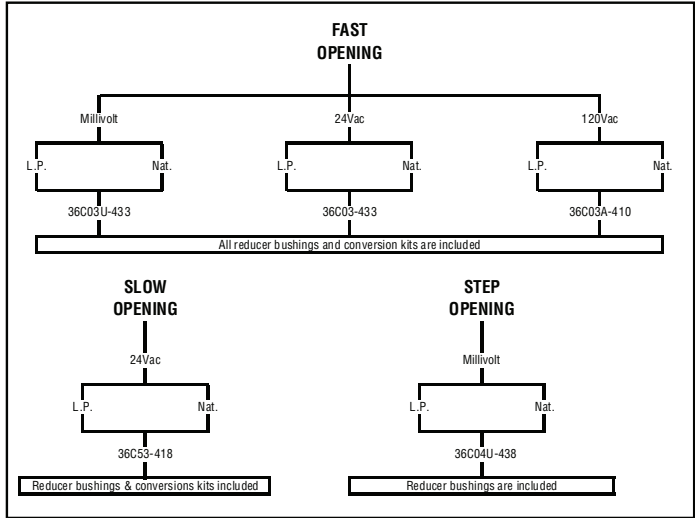 FAST
OPENING
Millivolt
24Vac
120Vac
L.P.
Nat.
L.P.
Nat.
L.P.
Nat.
36C03U-433
36C03-433
36C03A-410
All reducer bushings and conversion kits are included
SLOW
OPENING
24Vac
L.P.
Nat.
36C53-418
Reducer bushings & conversions kits included
STEP
OPENING
Millivolt
L.P.
Nat.
36C04U-438
Reducer bushings are included